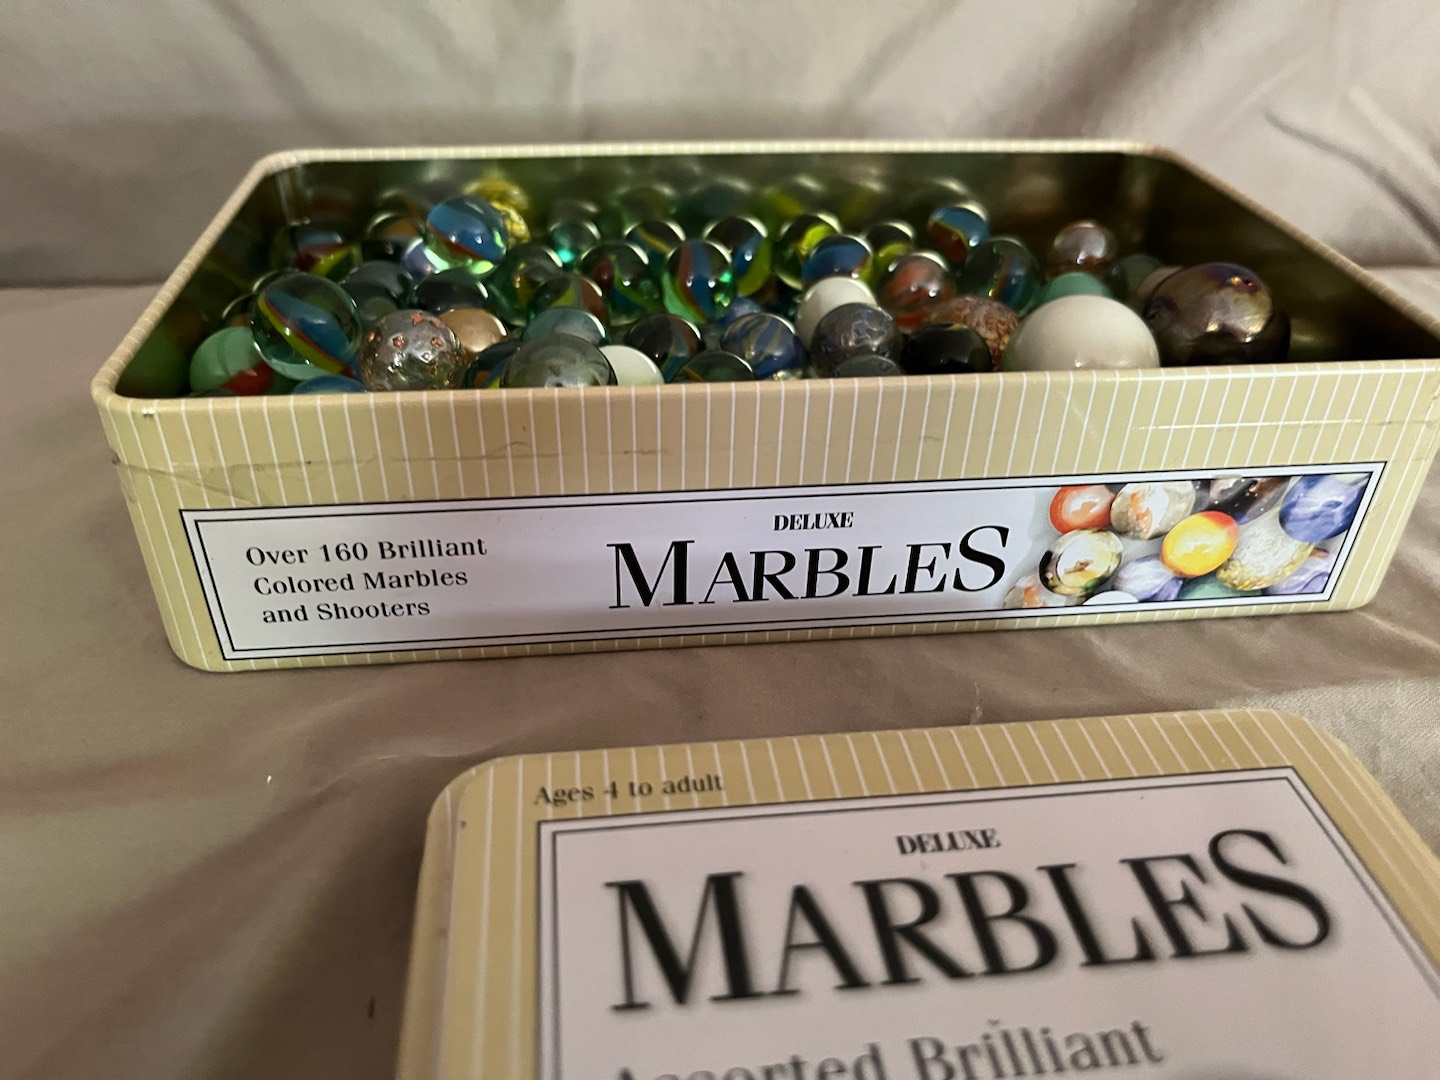 Over 160 Brilliant
Colored Marbles
and Shooters
DELUXE
MARBLES
Ages 4 to adult
DELUXE
MARBLES
Assorted Brilliant